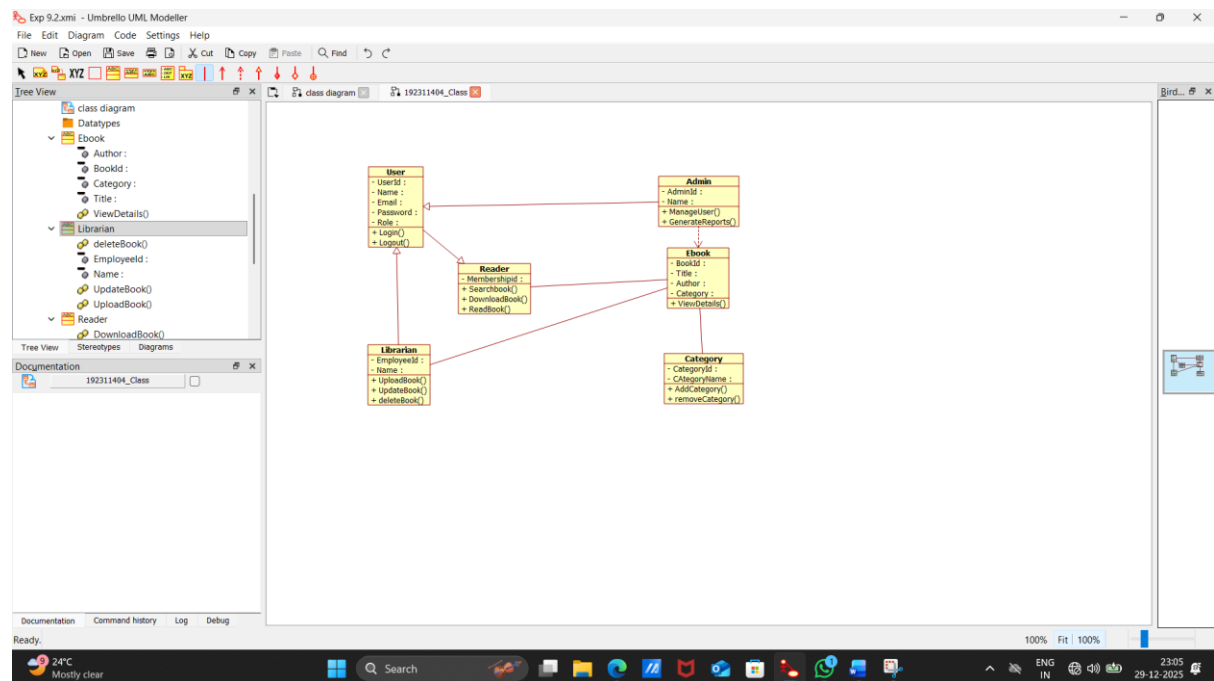 Exp 9.2.xmi - Umbrello UML Modeller
File Edit Diagram Code Settings Help
New Open Save Cut Copy Paste Find
XYZ
Tree View
class diagram
Datatypes
Ebook
Author :
BookId :
Category :
Title :
ViewDetails()
Librarian
deleteBook()
EmployeeId :
Name :
UpdateBook()
UploadBook()
Reader
DownloadBook()
Tree View Stereotypes Diagrams
Documentation
192311404_Class
Documentation Command history Log Debug
class diagram 192311404_Class
User
- UserId :
- Name :
- Email :
- Password :
- Role :
+ Login()
+ Logout()
Admin
- AdminId :
- Name :
+ ManageUser()
+ GenerateReports()
Reader
- Membershipid :
+ Searchbook()
+ DownloadBook()
+ ReadBook()
Ebook
- BookId :
- Title :
- Author :
- Category :
+ ViewDetails()
Librarian
- EmployeeId :
- Name :
+ UploadBook()
+ UpdateBook()
+ deleteBook()
Category
- CategoryId :
- CAtegoryName :
+ AddCategory()
+ removeCategory()
Bird...
Ready.
100% Fit 100%
9
24°C
Mostly clear
Search
1
ENG
IN
23:05
29-12-2025